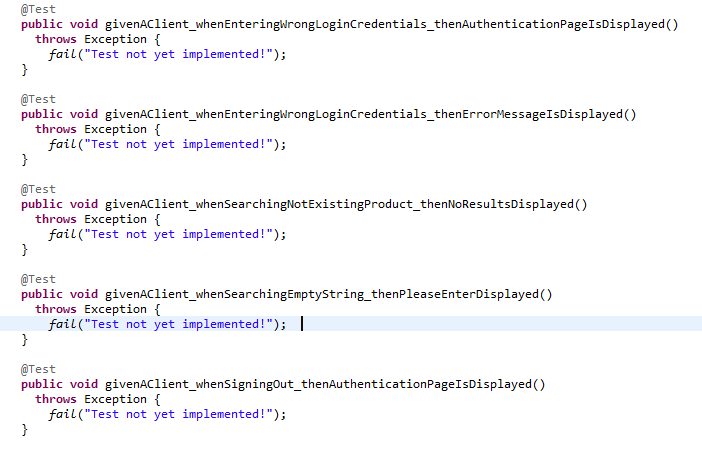 @Test
public void givenAClient_whenEnteringWrongLoginCredentials_thenAuthenticationPageIsDisplayed()
throws Exception {
fail("Test not yet implemented!");
}
@Test
public void givenAClient_whenEnteringWrongLoginCredentials_thenErrorMessageIsDisplayed()
throws Exception {
fail("Test not yet implemented!");
}
@Test
public void givenAClient_whenSearchingNotExistingProduct_thenNoResultsDisplayed()
throws Exception {
fail("Test not yet implemented!");
}
@Test
public void givenAClient_whenSearchingEmptyString_thenPleaseEnterDisplayed()
throws Exception {
fail("Test not yet implemented!");
}
@Test
public void givenAClient_whenSigningOut_thenAuthenticationPageIsDisplayed()
throws Exception {
fail("Test not yet implemented!");
}